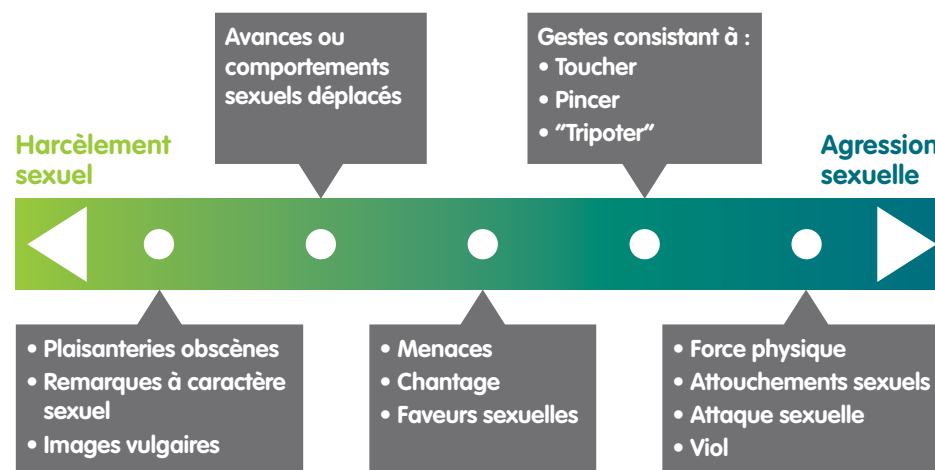 Avances ou
comportements
sexuels déplacés
Gestes consistant à :
• Toucher
• Pincer
• “Tripoter”
Harcèlement
sexuel
Agression
sexuelle
• Plaisanteries obscènes
• Remarques à caractère
sexuel
• Images vulgaires
• Menaces
• Chantage
• Faveurs sexuelles
• Force physique
• Attouchements sexuels
• Attaque sexuelle
• Viol